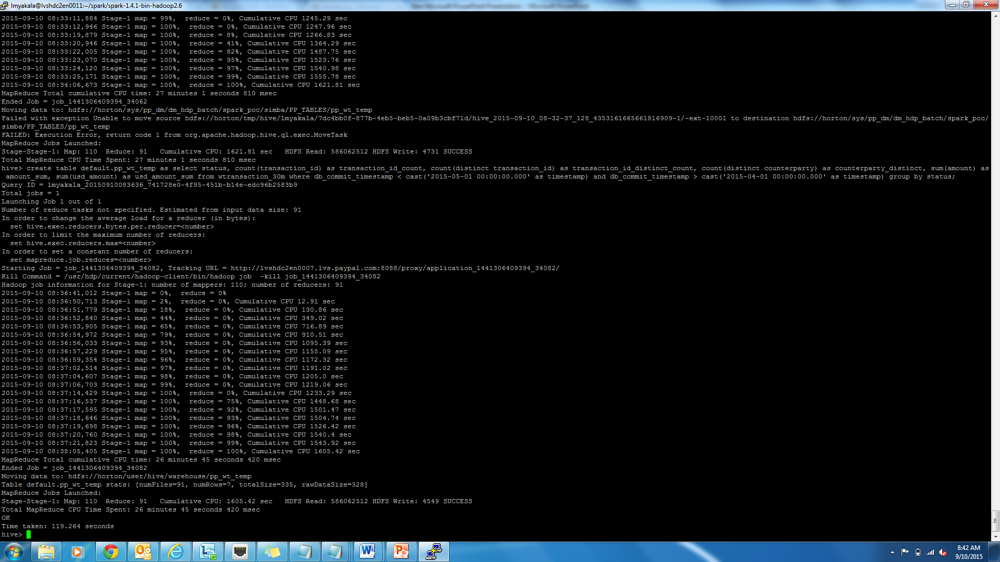 lmyakala@lvshdc2en0011:~/spark/spark-1.4.1-bin-hadoop2.6
2015-09-10 08:33:11,884 Stage-1 map = 99%,  reduce = 0%, Cumulative CPU 1245.29 sec
2015-09-10 08:33:12,946 Stage-1 map = 100%,  reduce = 0%, Cumulative CPU 1247.96 sec
2015-09-10 08:33:19,879 Stage-1 map = 100%,  reduce = 8%, Cumulative CPU 1266.83 sec
2015-09-10 08:33:20,946 Stage-1 map = 100%,  reduce = 41%, Cumulative CPU 1364.29 sec
2015-09-10 08:33:22,005 Stage-1 map = 100%,  reduce = 82%, Cumulative CPU 1487.75 sec
2015-09-10 08:33:23,070 Stage-1 map = 100%,  reduce = 95%, Cumulative CPU 1523.76 sec
2015-09-10 08:33:24,120 Stage-1 map = 100%,  reduce = 97%, Cumulative CPU 1540.98 sec
2015-09-10 08:33:25,171 Stage-1 map = 100%,  reduce = 99%, Cumulative CPU 1555.78 sec
2015-09-10 08:34:06,673 Stage-1 map = 100%,  reduce = 100%, Cumulative CPU 1621.81 sec
MapReduce Total cumulative CPU time: 27 minutes 1 seconds 810 msec
Ended Job = job_1441306409394_34062
Moving data to: hdfs://horton/sys/pp_dm/dm_hdp_batch/spark_poc/simba/PP_TABLES/pp_wt_temp
Failed with exception Unable to move source hdfs://horton/tmp/hive/lmyakala/7dc4bb0f-877b-4eb5-beb5-0a09b3cbf71d/hive_2015-09-10_08-32-37_128_4353161665661816909-1/-ext-10001 to destination hdfs://horton/sys/pp_dm/dm_hdp_batch/spark_poc/
simba/PP_TABLES/pp_wt_temp
FAILED: Execution Error, return code 1 from org.apache.hadoop.hive.ql.exec.MoveTask
MapReduce Jobs Launched:
Stage-Stage-1: Map: 110  Reduce: 91   Cumulative CPU: 1621.81 sec   HDFS Read: 586062512 HDFS Write: 4731 SUCCESS
Total MapReduce CPU Time Spent: 27 minutes 1 seconds 810 msec
hive> create table default.pp_wt_temp as select status, count(transaction_id) as transaction_id_count, count(distinct transaction_id) as transaction_id_distinct_count, count(distinct counterparty) as counterparty_distinct, sum(amount) as
 amount_sum, sum(usd_amount) as usd_amount_sum from wtransaction_30m where db_commit_timestamp < cast('2015-05-01 00:00:00.000' as timestamp) and db_commit_timestamp > cast('2015-04-01 00:00:00.000' as timestamp) group by status;
Query ID = lmyakala_20150910083636_741728e0-4f95-451b-b14e-edc96b2583b9
Total jobs = 1
Launching Job 1 out of 1
Number of reduce tasks not specified. Estimated from input data size: 91
In order to change the average load for a reducer (in bytes):
  set hive.exec.reducers.bytes.per.reducer=<number>
In order to limit the maximum number of reducers:
  set hive.exec.reducers.max=<number>
In order to set a constant number of reducers:
  set mapreduce.job.reduces=<number>
Starting Job = job_1441306409394_34082, Tracking URL = http://lvshdc2en0007.lvs.paypal.com:8088/proxy/application_1441306409394_34082/
Kill Command = /usr/hdp/current/hadoop-client/bin/hadoop job  -kill job_1441306409394_34082
Hadoop job information for Stage-1: number of mappers: 110; number of reducers: 91
2015-09-10 08:36:41,012 Stage-1 map = 0%,  reduce = 0%
2015-09-10 08:36:50,713 Stage-1 map = 2%,  reduce = 0%, Cumulative CPU 12.91 sec
2015-09-10 08:36:51,779 Stage-1 map = 18%,  reduce = 0%, Cumulative CPU 130.86 sec
2015-09-10 08:36:52,840 Stage-1 map = 44%,  reduce = 0%, Cumulative CPU 349.02 sec
2015-09-10 08:36:53,905 Stage-1 map = 65%,  reduce = 0%, Cumulative CPU 716.89 sec
2015-09-10 08:36:54,972 Stage-1 map = 79%,  reduce = 0%, Cumulative CPU 910.51 sec
2015-09-10 08:36:56,033 Stage-1 map = 93%,  reduce = 0%, Cumulative CPU 1095.39 sec
2015-09-10 08:36:57,229 Stage-1 map = 95%,  reduce = 0%, Cumulative CPU 1155.09 sec
2015-09-10 08:36:59,354 Stage-1 map = 96%,  reduce = 0%, Cumulative CPU 1172.32 sec
2015-09-10 08:37:02,514 Stage-1 map = 97%,  reduce = 0%, Cumulative CPU 1191.02 sec
2015-09-10 08:37:04,607 Stage-1 map = 98%,  reduce = 0%, Cumulative CPU 1205.0 sec
2015-09-10 08:37:06,703 Stage-1 map = 99%,  reduce = 0%, Cumulative CPU 1219.06 sec
2015-09-10 08:37:14,429 Stage-1 map = 100%,  reduce = 0%, Cumulative CPU 1233.29 sec
2015-09-10 08:37:16,537 Stage-1 map = 100%,  reduce = 75%, Cumulative CPU 1448.68 sec
2015-09-10 08:37:17,595 Stage-1 map = 100%,  reduce = 92%, Cumulative CPU 1501.47 sec
2015-09-10 08:37:18,646 Stage-1 map = 100%,  reduce = 93%, Cumulative CPU 1504.74 sec
2015-09-10 08:37:19,698 Stage-1 map = 100%,  reduce = 96%, Cumulative CPU 1526.42 sec
2015-09-10 08:37:20,760 Stage-1 map = 100%,  reduce = 98%, Cumulative CPU 1540.4 sec
2015-09-10 08:37:21,823 Stage-1 map = 100%,  reduce = 99%, Cumulative CPU 1543.92 sec
2015-09-10 08:38:05,405 Stage-1 map = 100%,  reduce = 100%, Cumulative CPU 1605.42 sec
MapReduce Total cumulative CPU time: 26 minutes 45 seconds 420 msec
Ended Job = job_1441306409394_34082
Moving data to: hdfs://horton/user/hive/warehouse/pp_wt_temp
Table default.pp_wt_temp stats: [numFiles=91, numRows=7, totalSize=335, rawDataSize=328]
MapReduce Jobs Launched:
Stage-Stage-1: Map: 110  Reduce: 91   Cumulative CPU: 1605.42 sec   HDFS Read: 586062512 HDFS Write: 4549 SUCCESS
Total MapReduce CPU Time Spent: 26 minutes 45 seconds 420 msec
OK
Time taken: 119.264 seconds
hive>
8:42 AM
9/10/2015